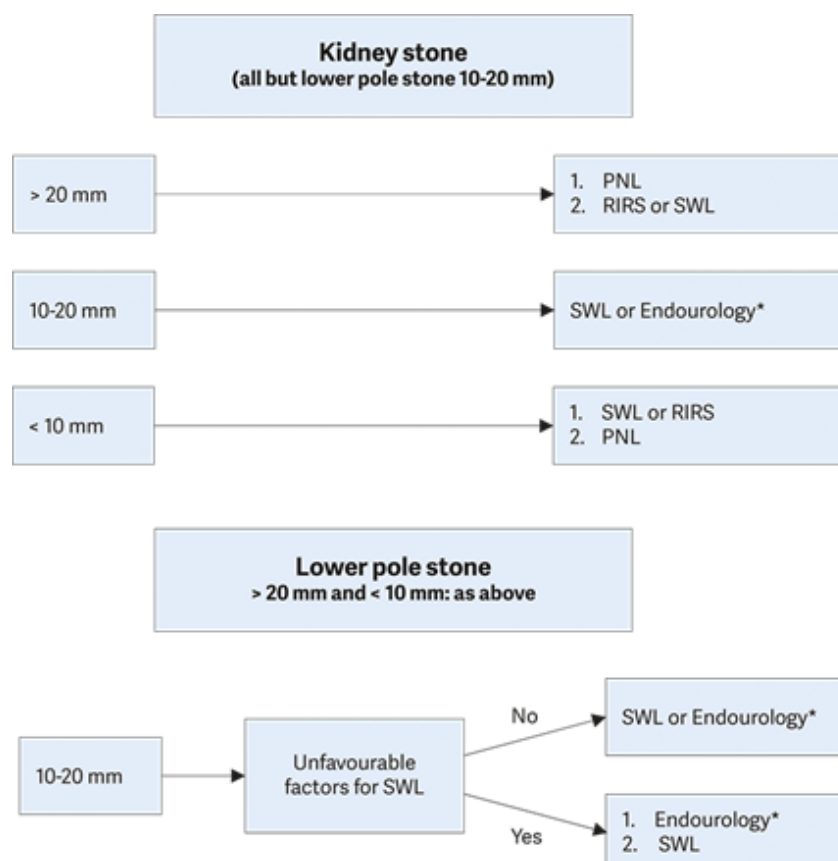 Kidney stone
(all but lower pole stone 10-20 mm)
> 20 mm
1. PNL
2. RIRS or SWL
10-20 mm
SWL or Endourology*
< 10 mm
1. SWL or RIRS
2. PNL
Lower pole stone
> 20 mm and < 10 mm: as above
10-20 mm
Unfavourable
factors for SWL
No
SWL or Endourology*
Yes
1. Endourology*
2. SWL